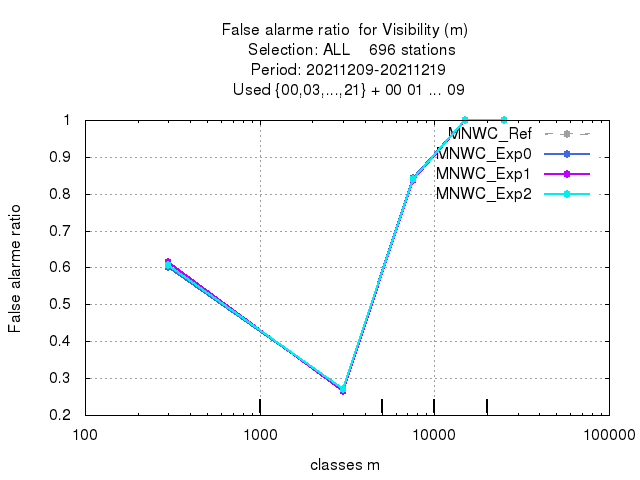 False alarme ratio  for Visibility (m)
Selection: ALL    696 stations
Period: 20211209-20211219
Used {00,03,...,21} + 00 01 ... 09
1
0.9
0.8
0.7
0.6
0.5
0.4
0.3
0.2
False alarme ratio
MNWC_Ref
MNWC_Exp0
MNWC_Exp1
MNWC_Exp2
100 1000 10000 100000
classes m